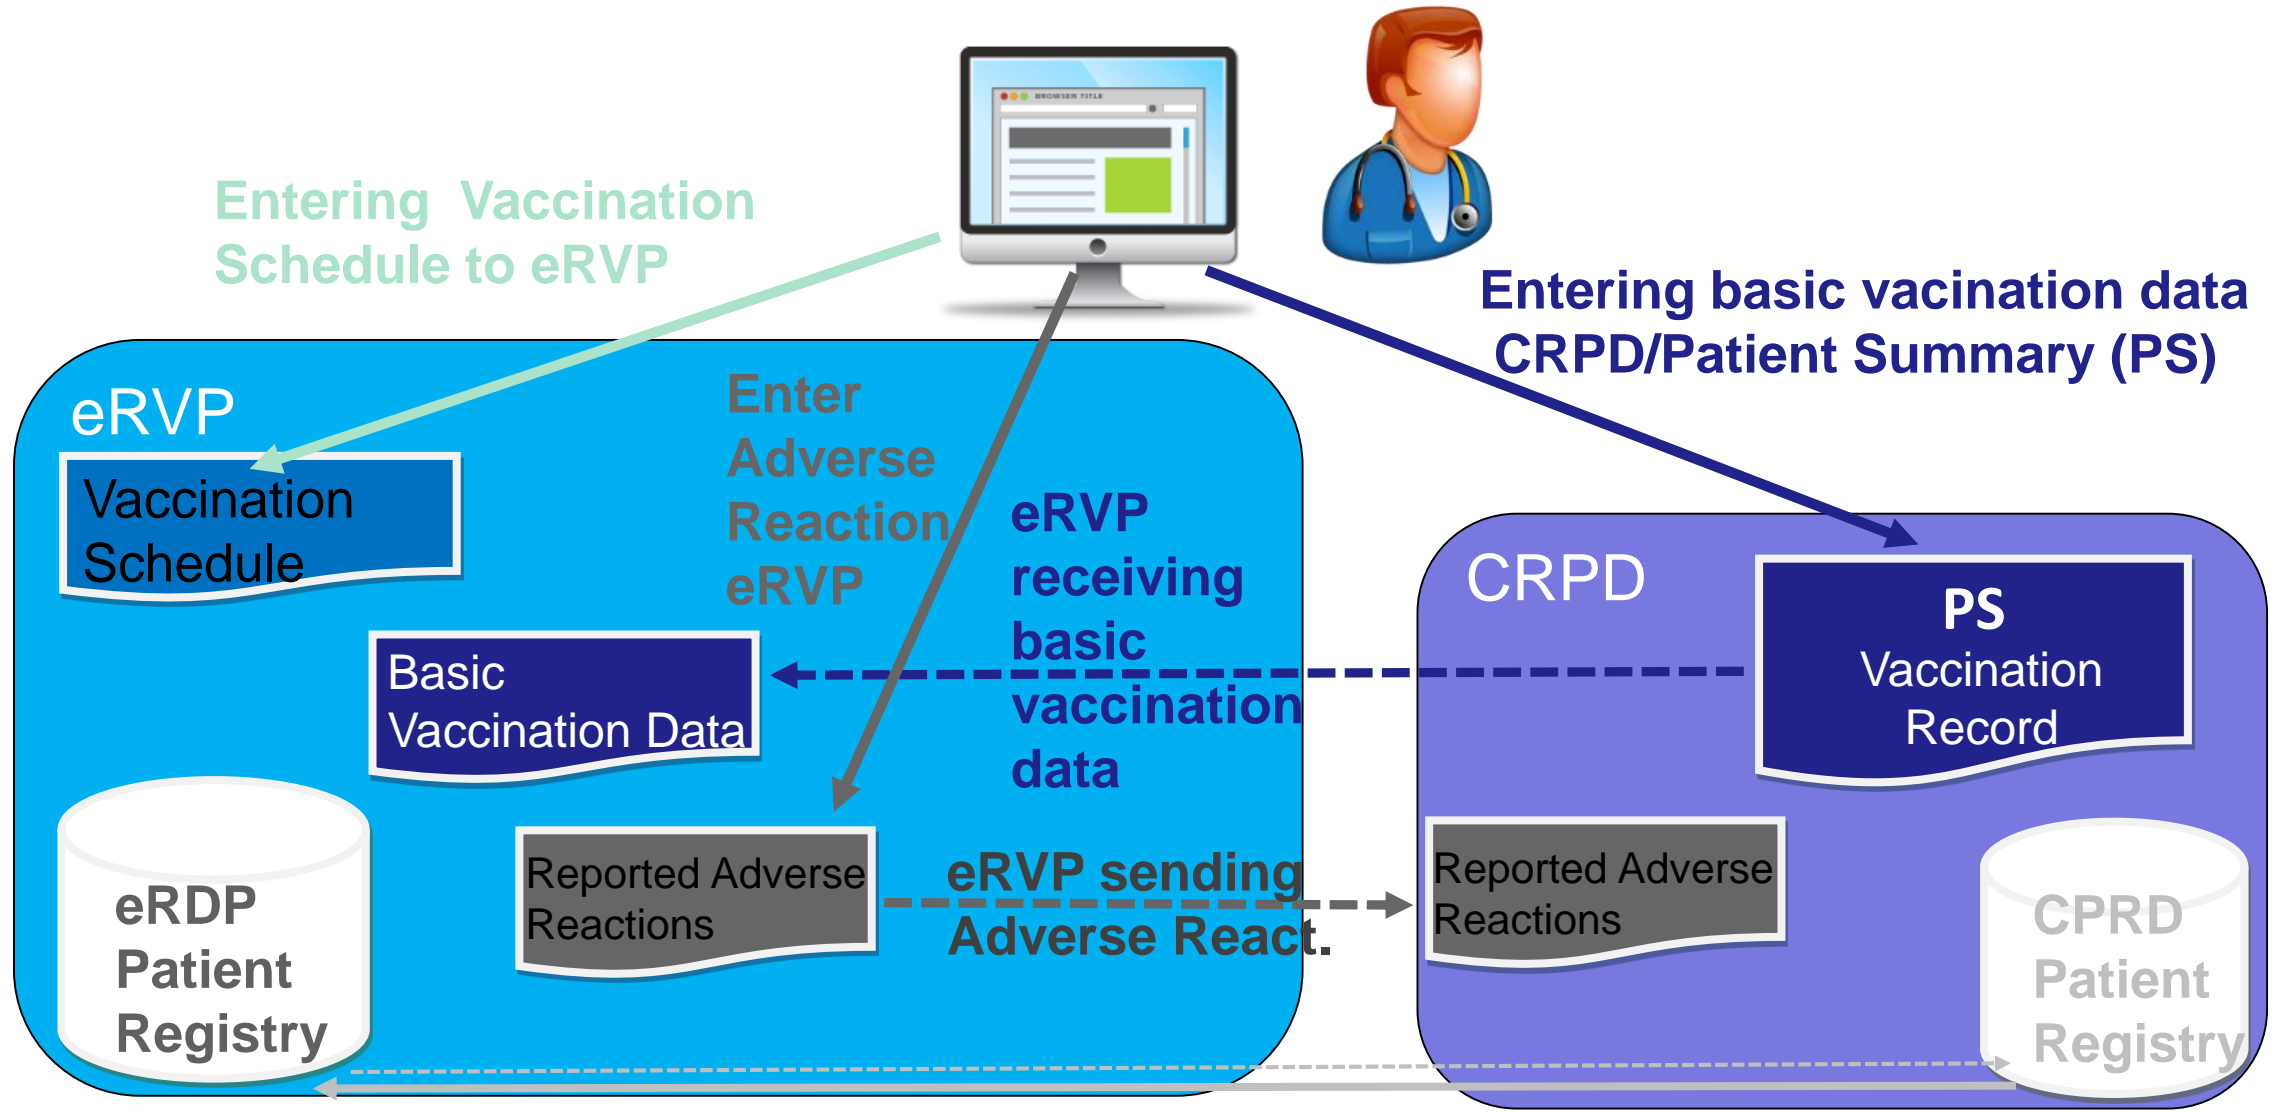 BROWSER TITLE
Entering Vaccination
Schedule to eRVP
Entering basic vacination data
CRPD/Patient Summary (PS)
eRVP
Vaccination
Schedule
Enter
Adverse
Reaction
eRVP
eRVP
receiving
basic
vaccination
data
Basic
Vaccination Data
Reported Adverse
Reactions
eRVP sending
Adverse React.
eRDP
Patient
Registry
CRPD
PS
Vaccination
Record
Reported Adverse
Reactions
CPRD
Patient
Registry